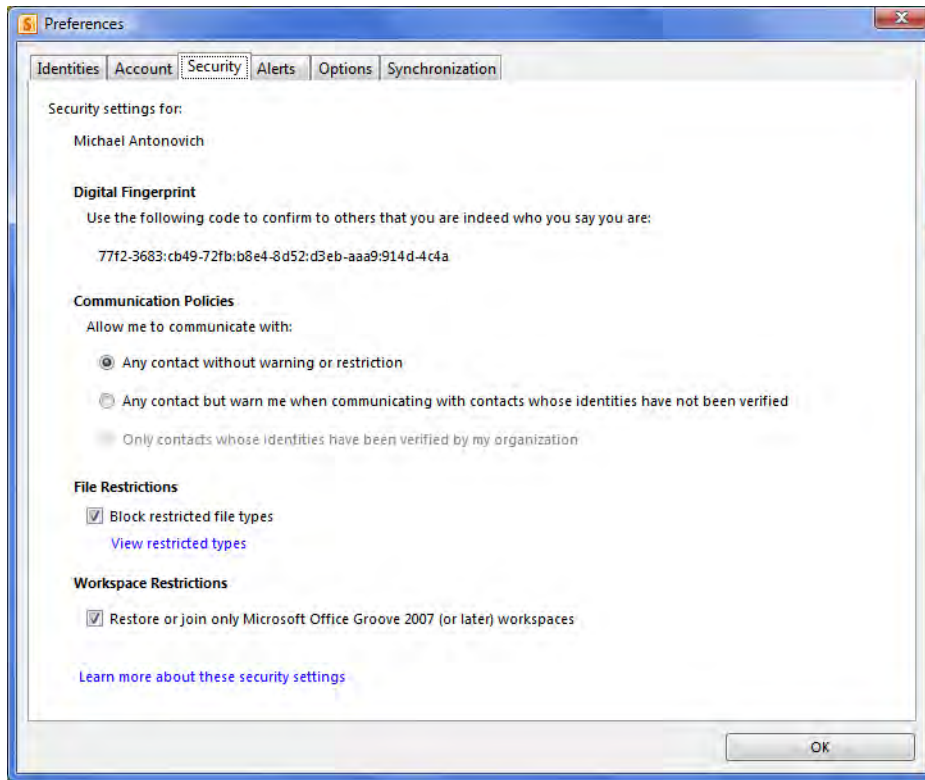 S Preferences
Identities Account Security Alerts Options Synchronization
Security settings for:
Michael Antonovich
Digital Fingerprint
Use the following code to confirm to others that you are indeed who you say you are:
77f2-3683:cb49-72fb:b8e4-8d52:d3eb-aaa9:914d-4c4a
Communication Policies
Allow me to communicate with:
Any contact without warning or restriction
Any contact but warn me when communicating with contacts whose identities have not been verified
Only contacts whose identities have been verified by my organization
File Restrictions
Block restricted file types
View restricted types
Workspace Restrictions
Restore or join only Microsoft Office Groove 2007 (or later) workspaces
Learn more about these security settings
OK